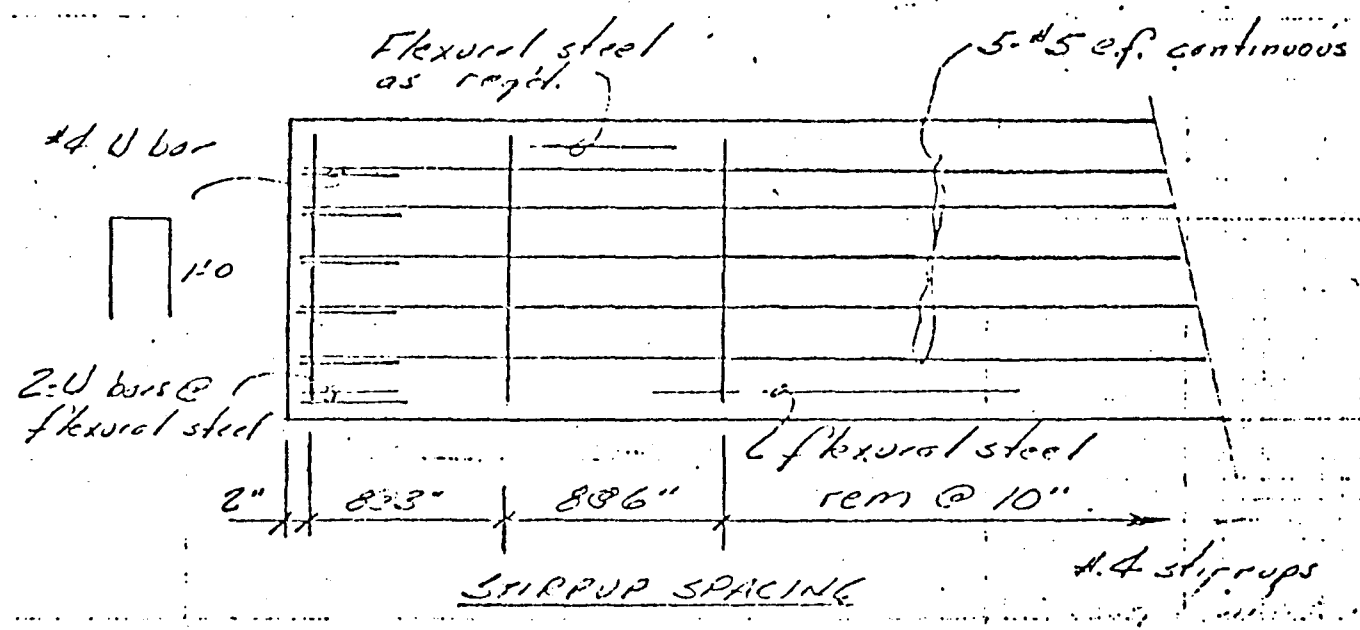 Flexural steel
as req'd.
5-#5 e.f. continuous
#4 U bar
1'-0
2-U bars @
flexural steel
flexural steel
2"
8@3"
8@6"
rem @ 10"
#4 stirrups
STIRRUP SPACING